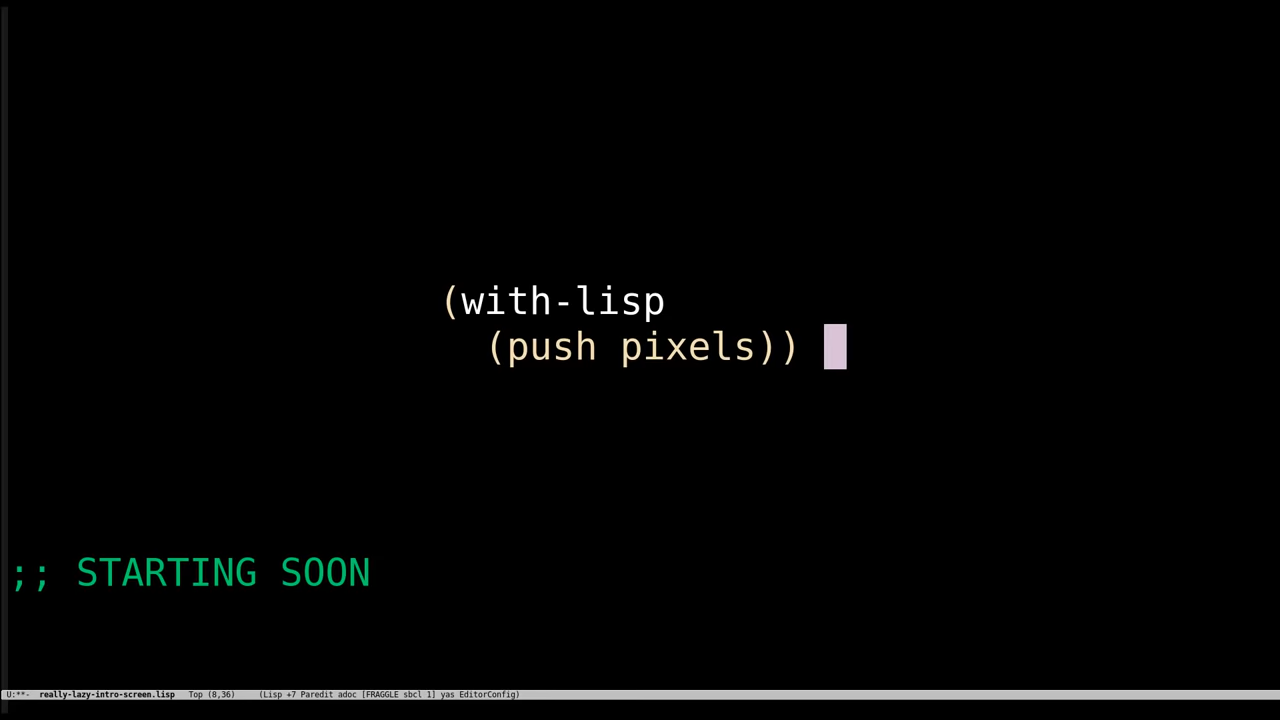 (with-lisp
(push pixels))
;; STARTING SOON
U:**-  really-lazy-intro-screen.lisp   Top (8,36)     (Lisp +7 Paredit adoc [FRAGGLE sbcl 1] yas EditorConfig)